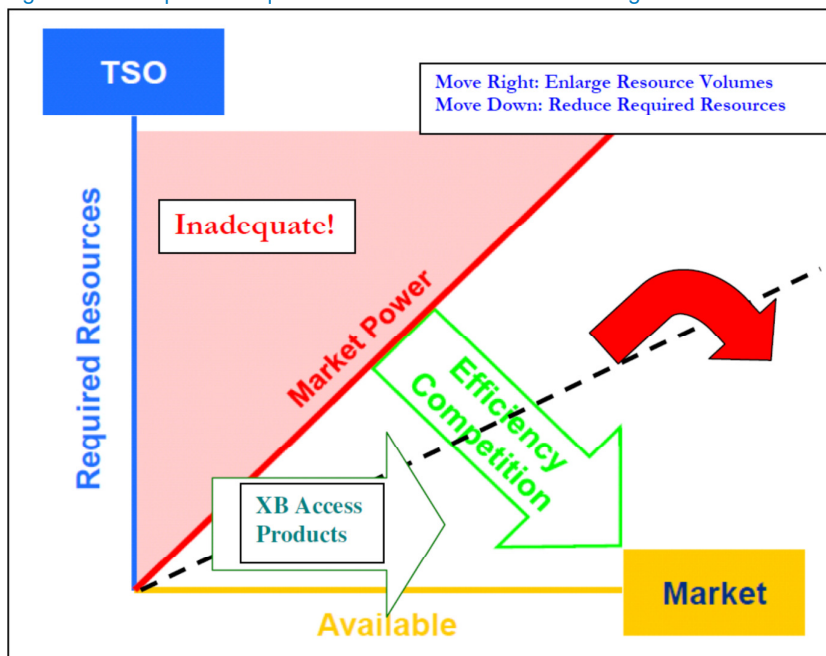 TSO
Move Right: Enlarge Resource Volumes
Move Down: Reduce Required Resources
Required Resources
Inadequate!
Market Power
Efficiency
Competition
XB Access
Products
Market
Available